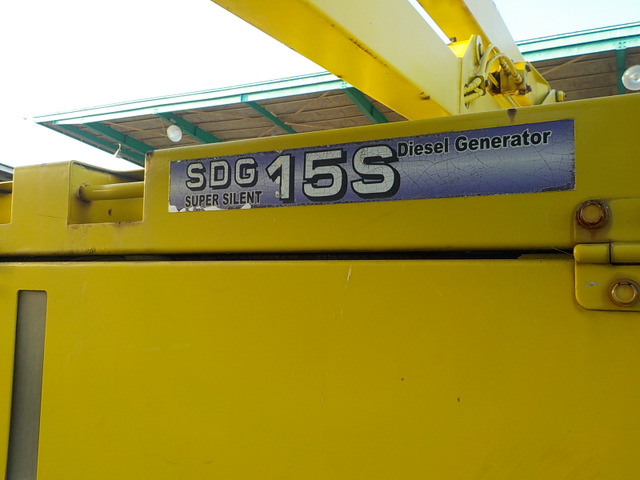 SDG 15S Diesel Generator
SUPER SILENT